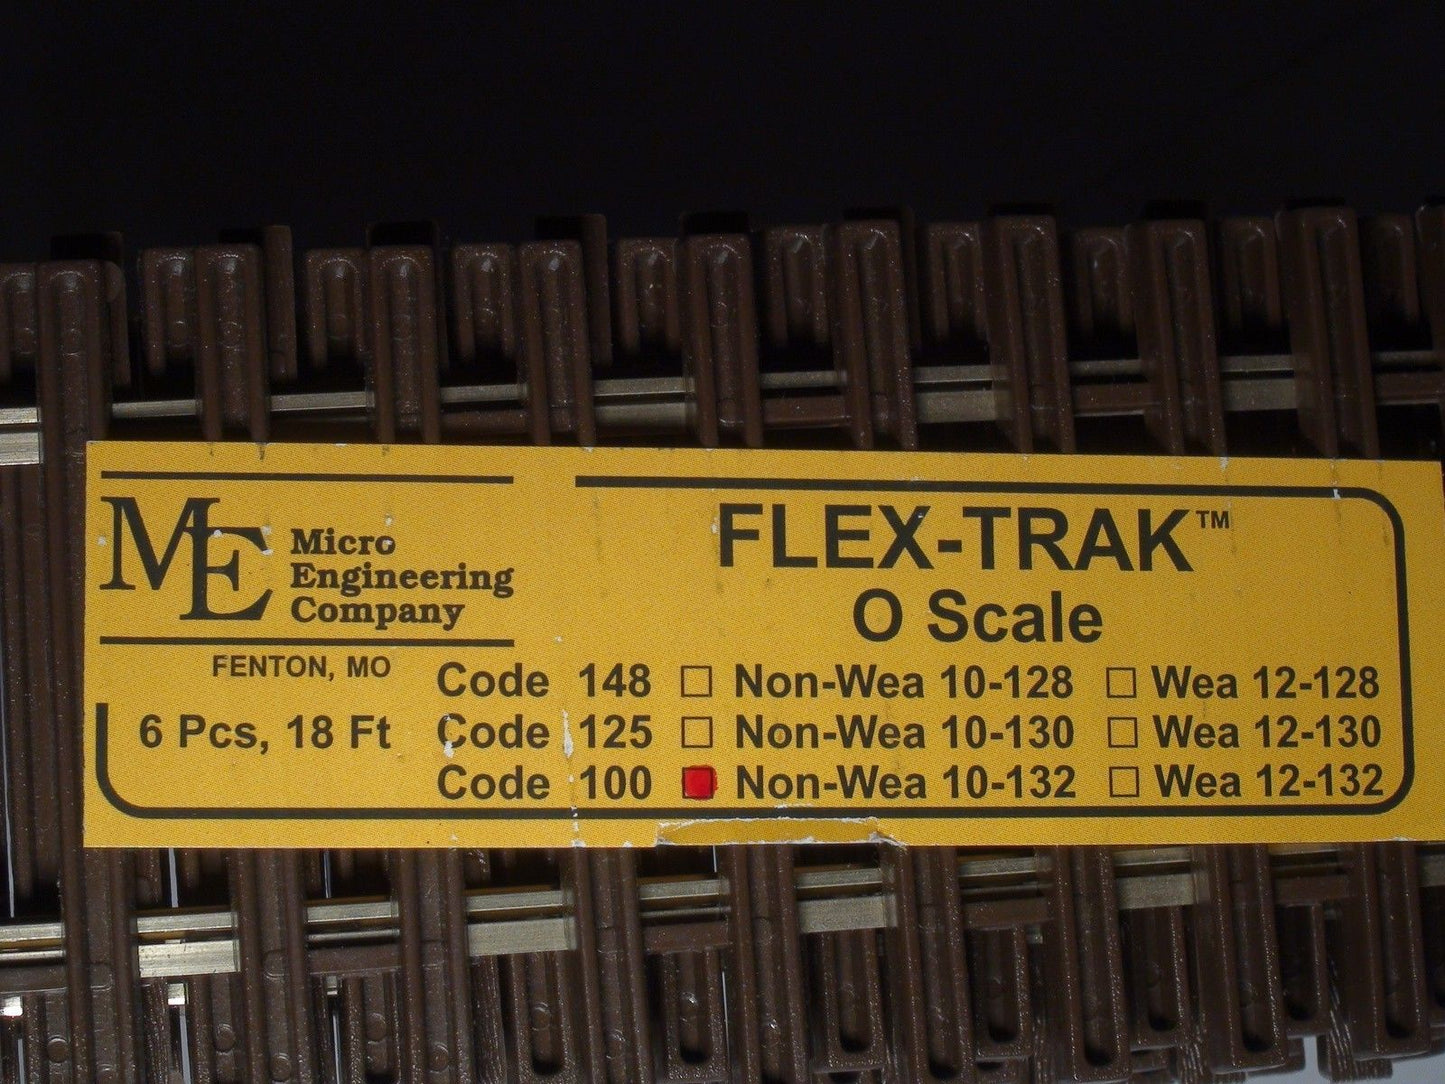 ME Micro
Engineering
Company
FENTON, MO
6 Pcs, 18 Ft
FLEX-TRAK™
O Scale
Code 148 □ Non-Wea 10-128 □ Wea 12-128
Code 125 □ Non-Wea 10-130 □ Wea 12-130
Code 100 ■ Non-Wea 10-132 □ Wea 12-132